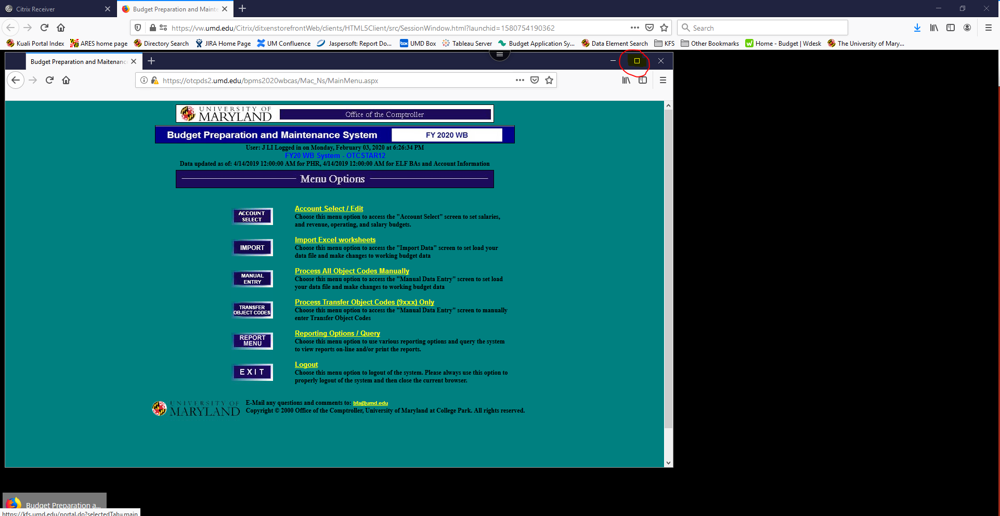 Citrix Receiver
Budget Preparation and Mainte
https://vw.umd.edu/Citrix/ditxenstorefrontWeb/clients/HTML5Client/src/SessionWindow.html?launchid=1580754190362
Search
Kuali Portal Index ARES home page Directory Search JIRA Home Page UM Confluence Jaspersoft: Report Do... box UMD Box Tableau Server Budget Application Sy... Data Element Search KFS Other Bookmarks Home - Budget | Wdesk The University of Mary...
Budget Preparation and Maitenanc
https://otcpds2.umd.edu/bpms2020wbcas/Mac_Ns/MainMenu.aspx
UNIVERSITY OF
MARYLAND
Office of the Comptroller
Budget Preparation and Maintenance System
FY 2020 WB
User: J LI Logged in on Monday, February 03, 2020 at 6:26:34 PM
FY20 WB System - OTCSTAR12
Data updated as of: 4/14/2019 12:00:00 AM for PHR, 4/14/2019 12:00:00 AM for ELF BAs and Account Information
Menu Options
ACCOUNT
SELECT
Account Select / Edit
Choose this menu option to access the "Account Select" screen to set salaries,
and revenue, operating, and salary budgets.
IMPORT
Import Excel worksheets
Choose this menu option to access the "Import Data" screen to set load your
data file and make changes to working budget data
MANUAL
ENTRY
Process All Object Codes Manually
Choose this menu option to access the "Manual Data Entry" screen to set load
your data file and make changes to working budget data
TRANSFER
OBJECT CODES
Process Transfer Object Codes (9xxx) Only
Choose this menu option to access the "Manual Data Entry" screen to manually
enter Transfer Object Codes
REPORT
MENU
Reporting Options / Query
Choose this menu option to use various reporting options and query the system
to view reports on-line and/or print the reports.
EXIT
Logout
Choose this menu option to logout of the system. Please always use this option to
properly logout of the system and then close the current browser.
UNIVERSITY OF
MARYLAND
E-Mail any questions and comments to: bfa@umd.edu
Copyright © 2000 Office of the Comptroller, University of Maryland at College Park. All rights reserved.
Budget Preparation a...
https://kfs.umd.edu/portal.do?selectedTab=main